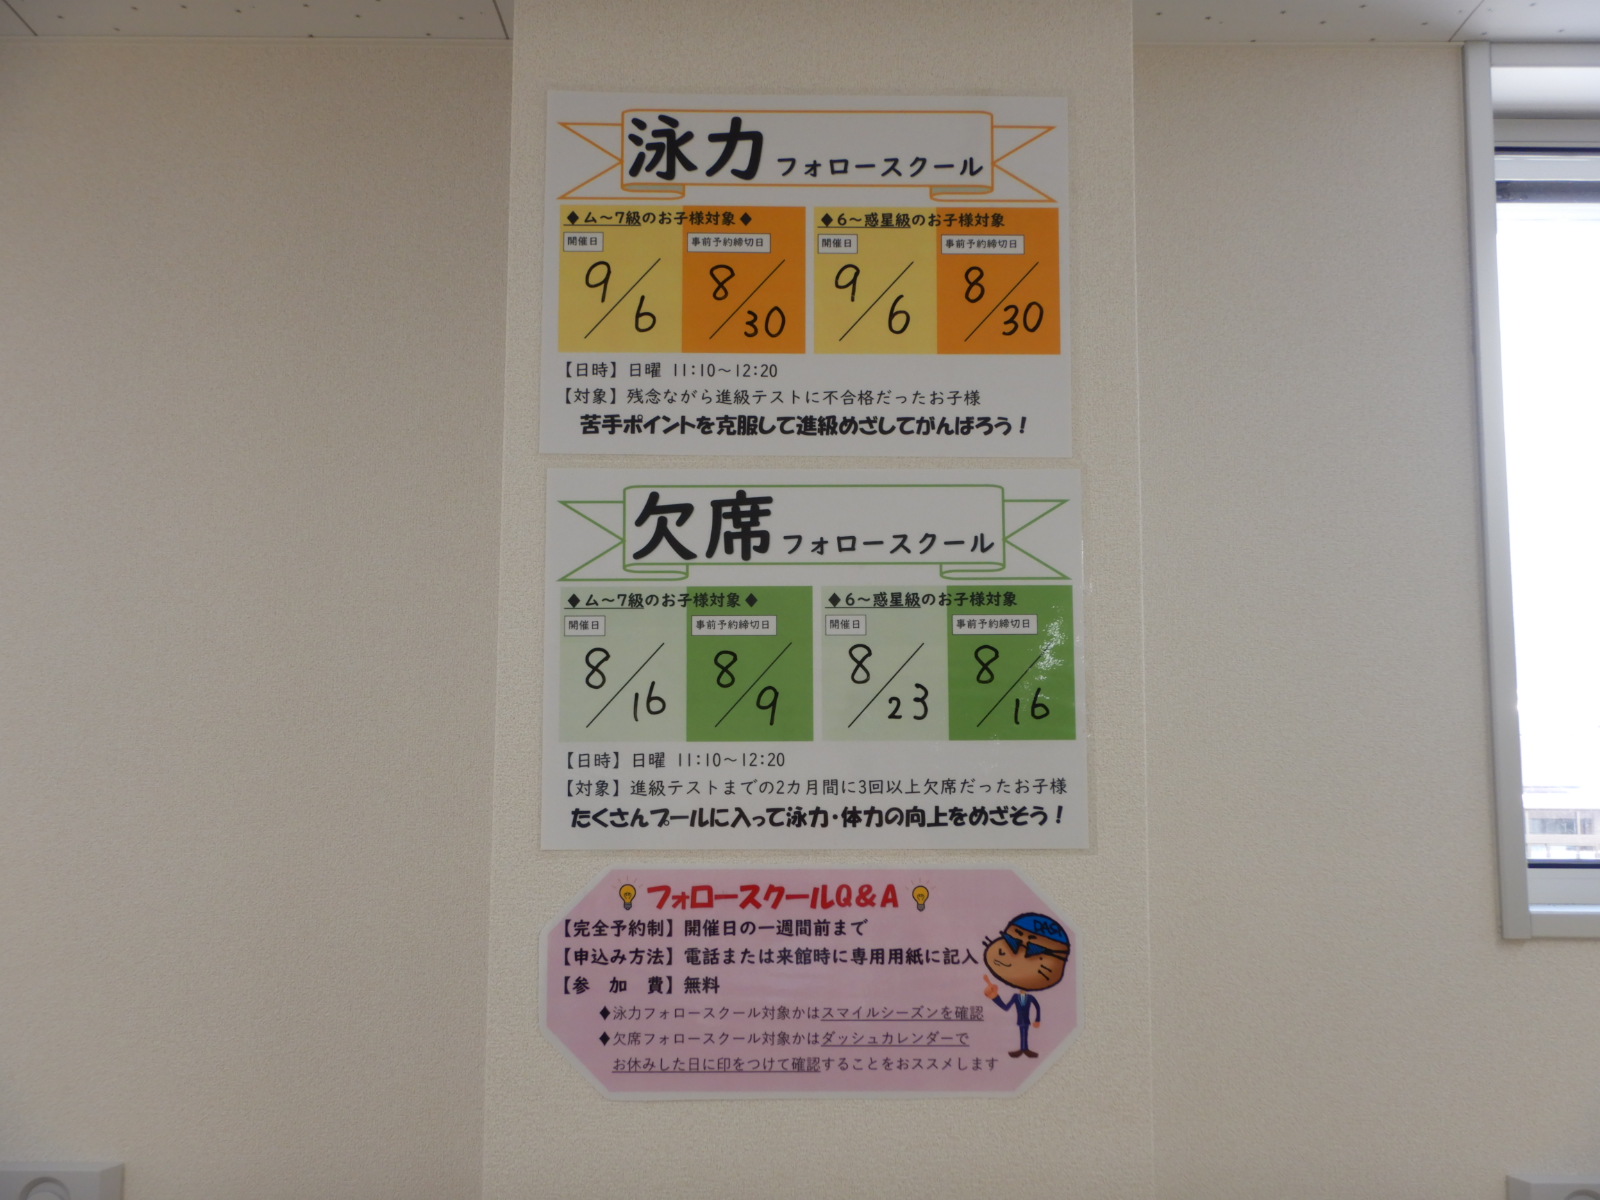 泳力 フォロースクール
◆ム～7級のお子様対象◆
開催日 事前予約締切日
9/6 8/30
◆6～惑星級のお子様対象
開催日 事前予約締切日
9/6 8/30
【日時】日曜 11:10～12:20
【対象】残念ながら進級テストに不合格だったお子様
苦手ポイントを克服して進級めざしてがんばろう！
欠席 フォロースクール
◆ム～7級のお子様対象◆
開催日 事前予約締切日
8/16 8/9
◆6～惑星級のお子様対象
開催日 事前予約締切日
8/23 8/16
【日時】日曜 11:10～12:20
【対象】進級テストまでの2カ月間に3回以上欠席だったお子様
たくさんプールに入って泳力・体力の向上をめざそう！
フォロースクールQ&A
【完全予約制】開催日の一週間前まで
【申込み方法】電話または来館時に専用用紙に記入
【参　加　費】無料
◆泳力フォロースクール対象かはスマイルシーズンを確認
◆欠席フォロースクール対象かはダッシュカレンダーで
お休みした日に印をつけて確認することをおススメします